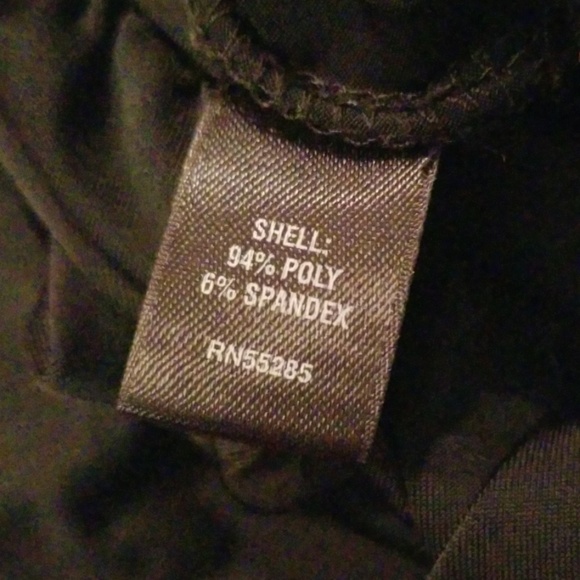 SHELL:
94% POLY
6% SPANDEX
RN55285